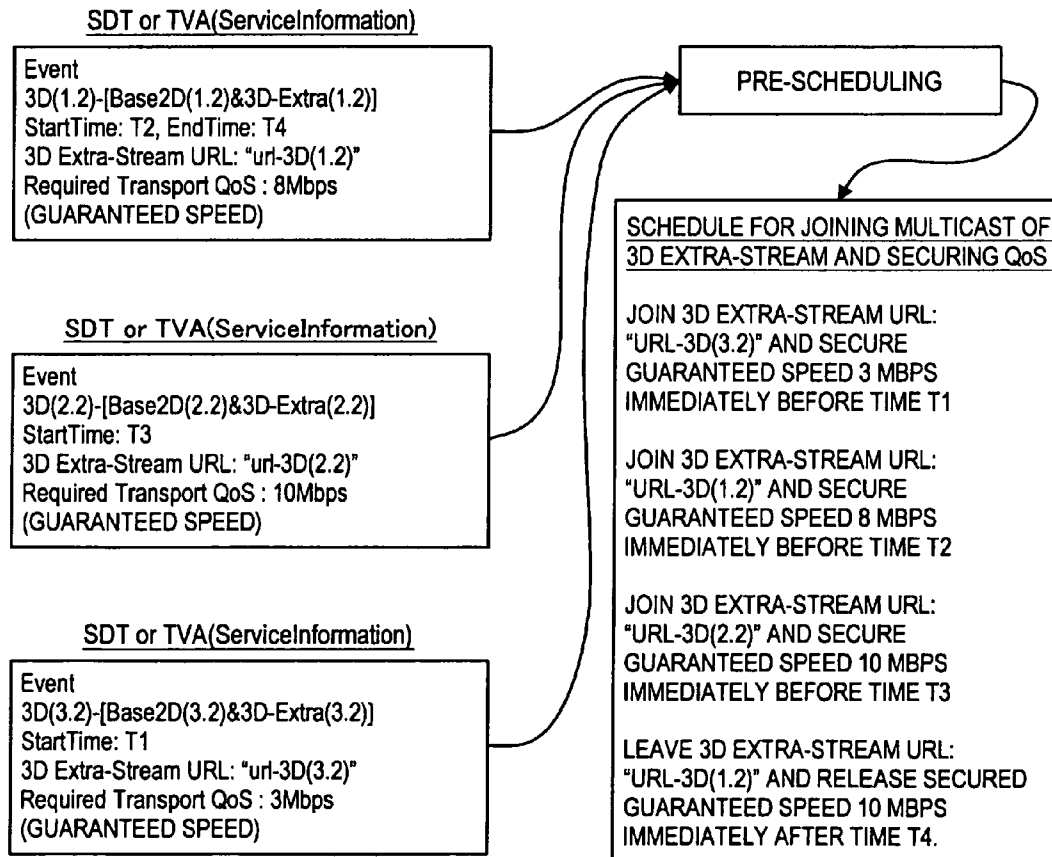 SDT or TVA(ServiceInformation)
Event
3D(1.2)-[Base2D(1.2)&3D-Extra(1.2)]
StartTime: T2, EndTime: T4
3D Extra-Stream URL: "url-3D(1.2)"
Required Transport QoS : 8Mbps
(GUARANTEED SPEED)
SDT or TVA(ServiceInformation)
Event
3D(2.2)-[Base2D(2.2)&3D-Extra(2.2)]
StartTime: T3
3D Extra-Stream URL: "url-3D(2.2)"
Required Transport QoS : 10Mbps
(GUARANTEED SPEED)
SDT or TVA(ServiceInformation)
Event
3D(3.2)-[Base2D(3.2)&3D-Extra(3.2)]
StartTime: T1
3D Extra-Stream URL: "url-3D(3.2)"
Required Transport QoS : 3Mbps
(GUARANTEED SPEED)
PRE-SCHEDULING
SCHEDULE FOR JOINING MULTICAST OF
3D EXTRA-STREAM AND SECURING QoS
JOIN 3D EXTRA-STREAM URL:
"URL-3D(3.2)" AND SECURE
GUARANTEED SPEED 3 MBPS
IMMEDIATELY BEFORE TIME T1
JOIN 3D EXTRA-STREAM URL:
"URL-3D(1.2)" AND SECURE
GUARANTEED SPEED 8 MBPS
IMMEDIATELY BEFORE TIME T2
JOIN 3D EXTRA-STREAM URL:
"URL-3D(2.2)" AND SECURE
GUARANTEED SPEED 10 MBPS
IMMEDIATELY BEFORE TIME T3
LEAVE 3D EXTRA-STREAM URL:
"URL-3D(1.2)" AND RELEASE SECURED
GUARANTEED SPEED 10 MBPS
IMMEDIATELY AFTER TIME T4.